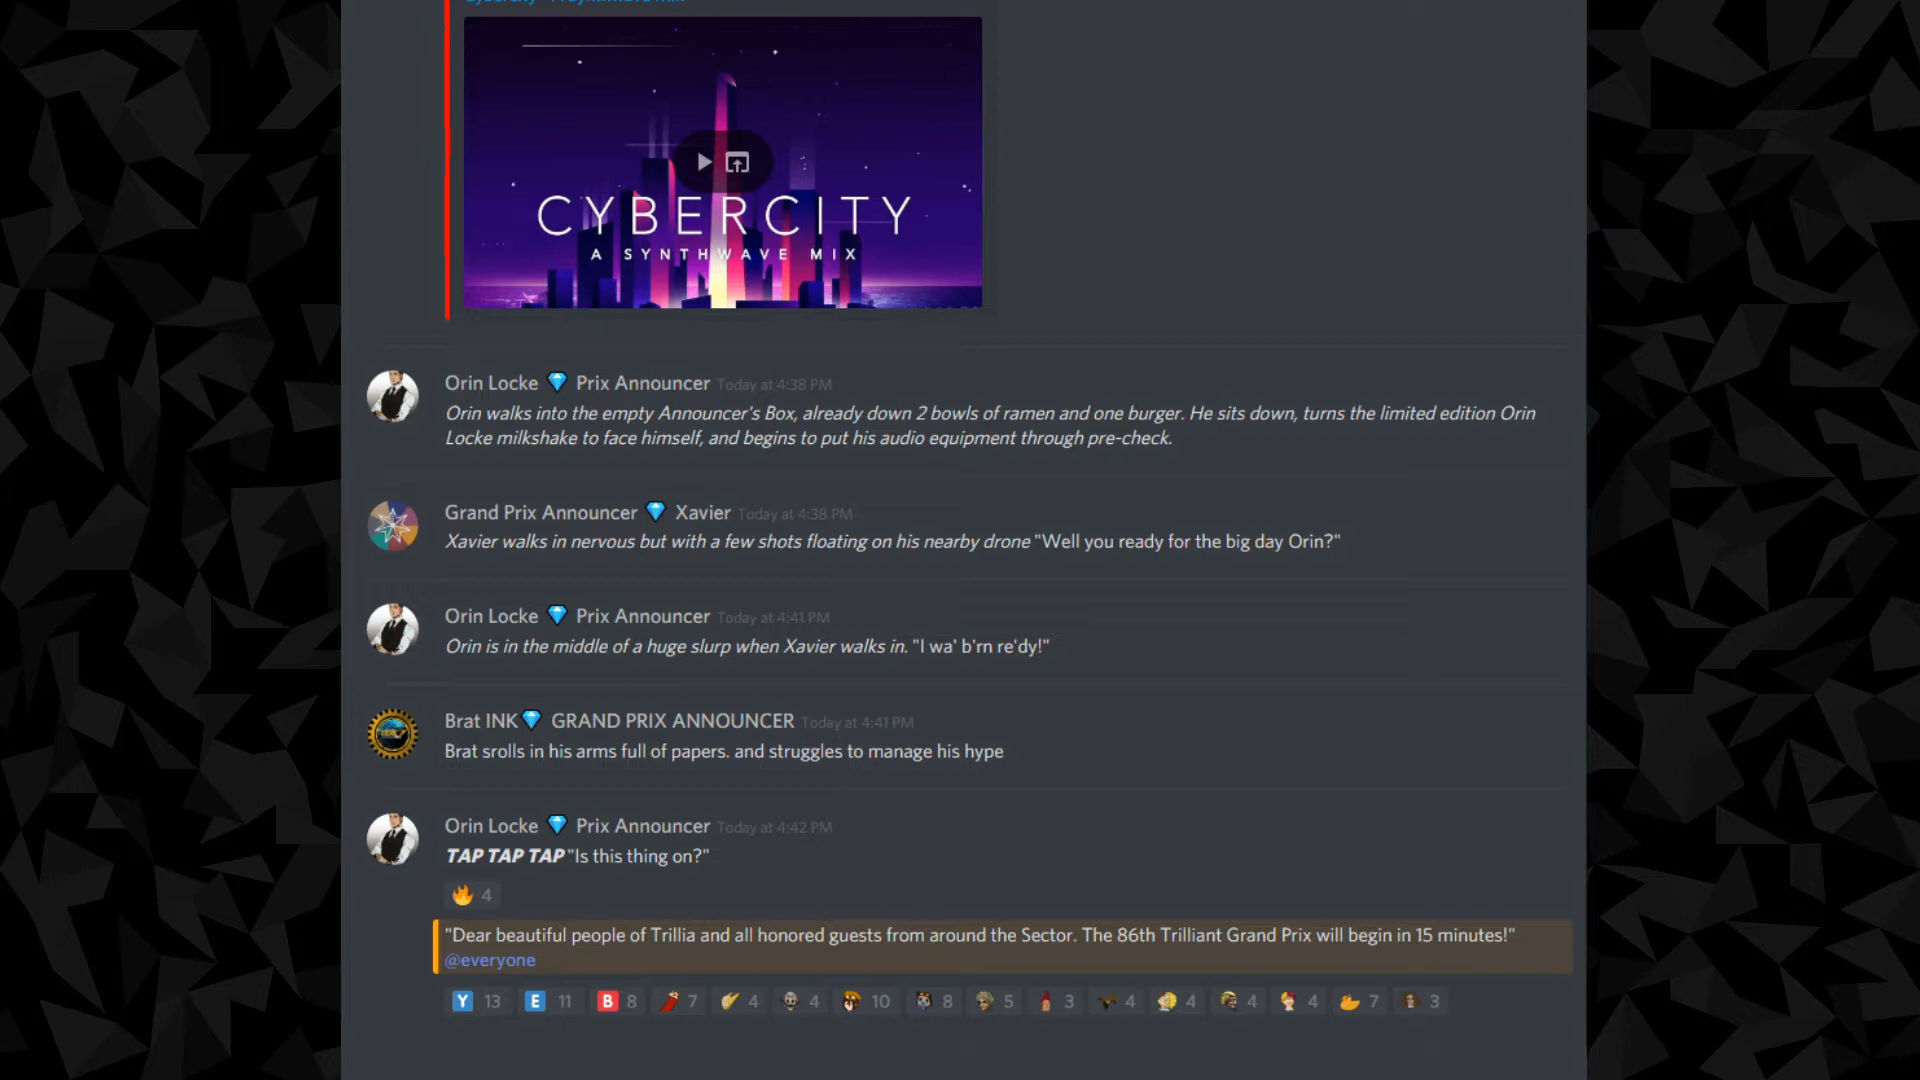 CYBERCITY
A SYNTHWAVE MIX
Orin Locke 💎 Prix Announcer Today at 4:38 PM
Orin walks into the empty Announcer's Box, already down 2 bowls of ramen and one burger. He sits down, turns the limited edition Orin
Locke milkshake to face himself, and begins to put his audio equipment through pre-check.
Grand Prix Announcer 💎 Xavier Today at 4:38 PM
Xavier walks in nervous but with a few shots floating on his nearby drone "Well you ready for the big day Orin?"
Orin Locke 💎 Prix Announcer Today at 4:41 PM
Orin is in the middle of a huge slurp when Xavier walks in. "I wa' b'rn re'dy!"
Brat INK💎 GRAND PRIX ANNOUNCER Today at 4:41 PM
Brat srolls in his arms full of papers. and struggles to manage his hype
Orin Locke 💎 Prix Announcer Today at 4:42 PM
TAP TAP TAP "Is this thing on?"
🔥 4
"Dear beautiful people of Trillia and all honored guests from around the Sector. The 86th Trilliant Grand Prix will begin in 15 minutes!"
@everyone
Y 13 E 11 B 8 7 4 4 10 8 5 3 4 4 4 4 7 3